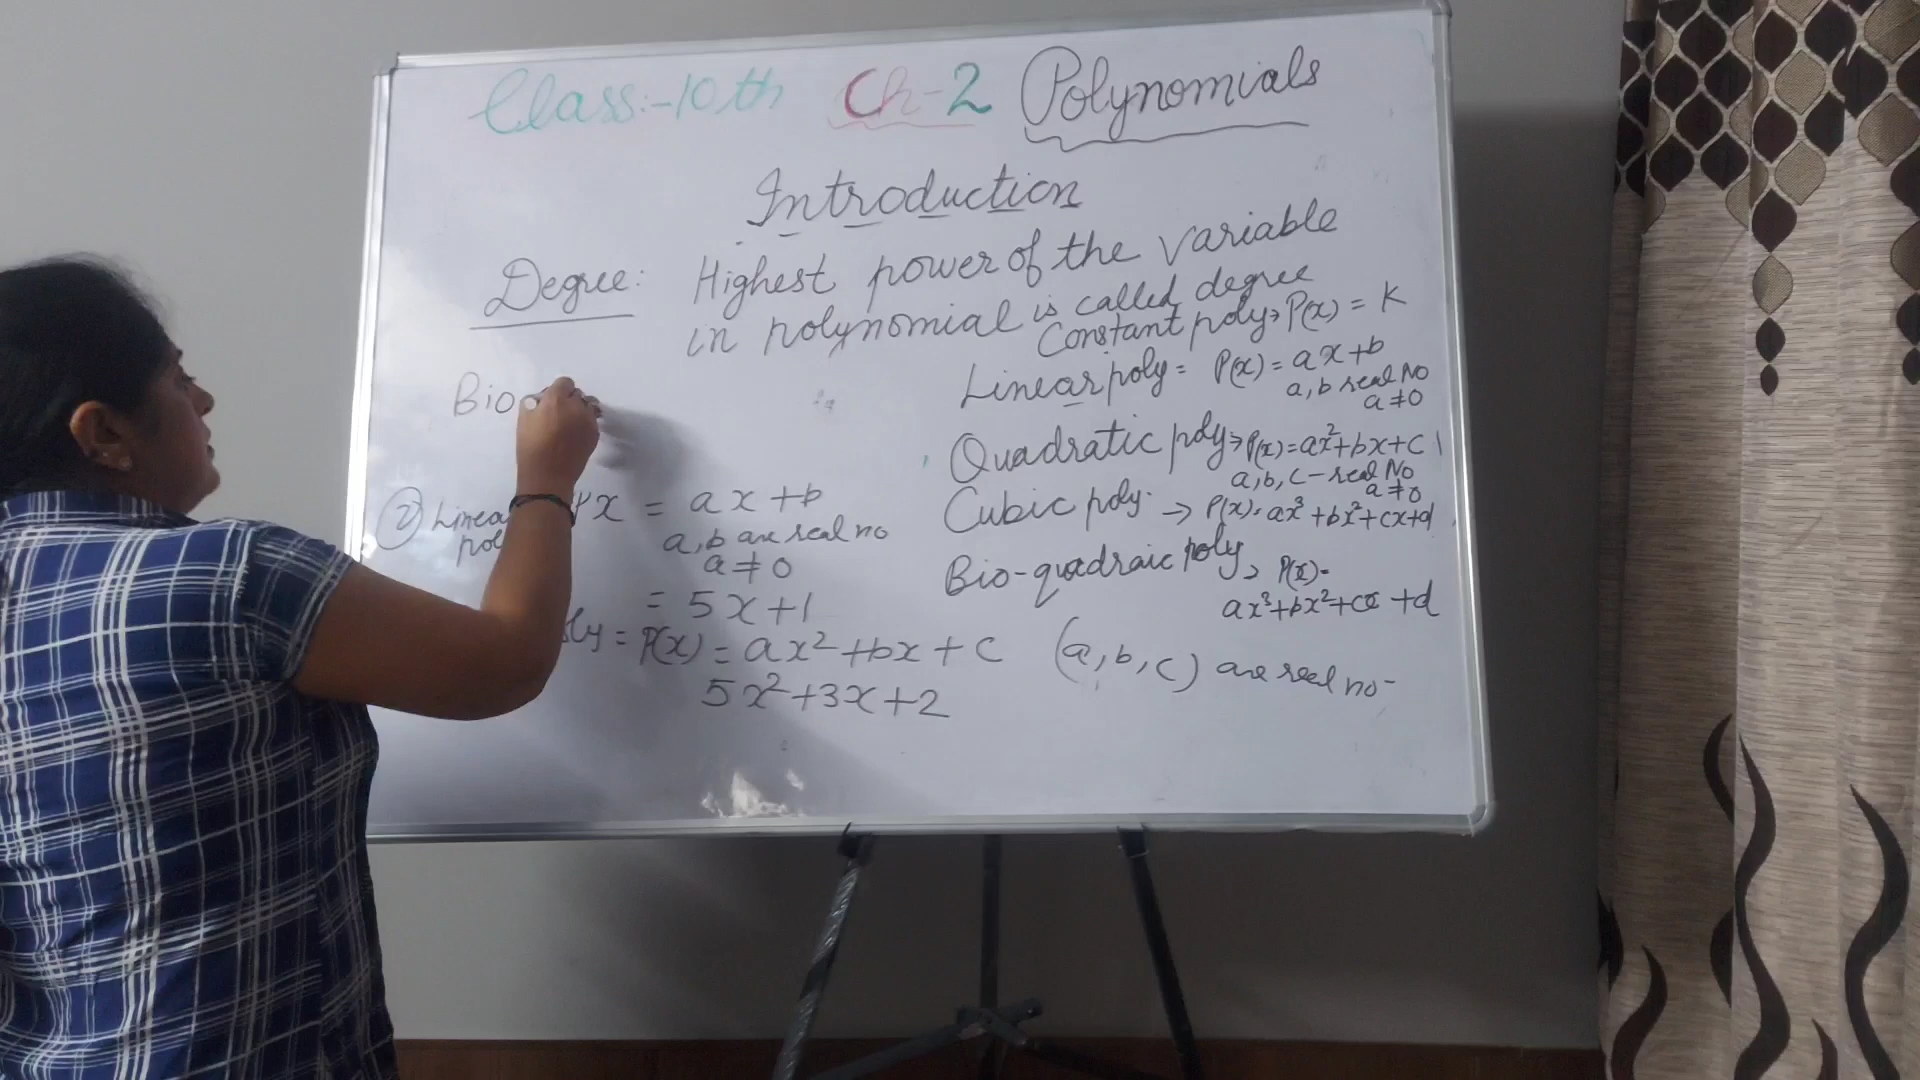 Class:-10th Ch-2 Polynomials
Introduction
Degree: Highest power of the variable
in polynomial is called degree
Constant poly→ P(x) = K
Linear poly = P(x) = ax+b
a, b real No
a≠0
Quadratic poly→ P(x)=ax²+bx+c
a, b, c – real No
a≠0
Cubic poly. → P(x) = ax³+bx²+cx+d
Bio-quadraic poly→ P(x)=
ax³+bx²+cx+d
Bio
② Linea
pol
x = ax+b
a, b are real no
a≠0
= 5x+1
ly = P(x) = ax²+bx+c (a, b, c) are real no-
5x²+3x+2